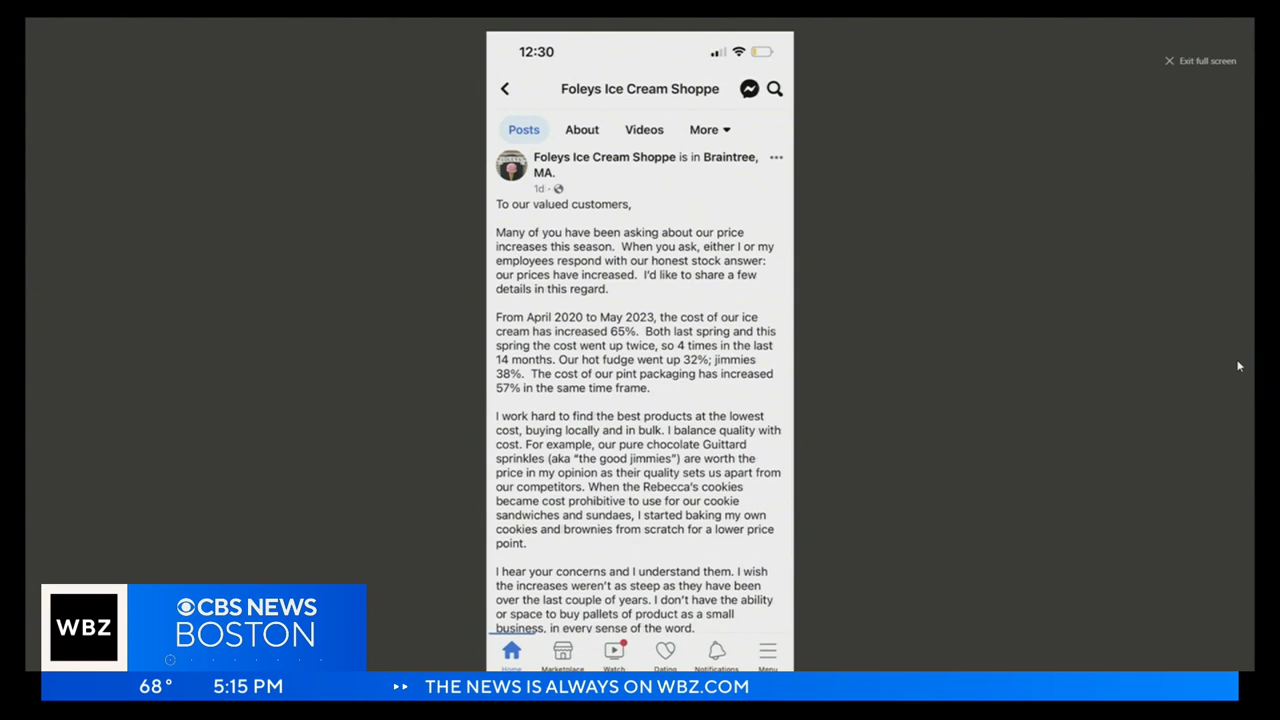 12:30
Exit full screen
Foleys Ice Cream Shoppe
Posts About Videos More
Foleys Ice Cream Shoppe is in Braintree,
MA.
1d
To our valued customers,
Many of you have been asking about our price
increases this season. When you ask, either I or my
employees respond with our honest stock answer:
our prices have increased. I'd like to share a few
details in this regard.
From April 2020 to May 2023, the cost of our ice
cream has increased 65%. Both last spring and this
spring the cost went up twice, so 4 times in the last
14 months. Our hot fudge went up 32%; jimmies
38%. The cost of our pint packaging has increased
57% in the same time frame.
I work hard to find the best products at the lowest
cost, buying locally and in bulk. I balance quality with
cost. For example, our pure chocolate Guittard
sprinkles (aka “the good jimmies”) are worth the
price in my opinion as their quality sets us apart from
our competitors. When the Rebecca's cookies
became cost prohibitive to use for our cookie
sandwiches and sundaes, I started baking my own
cookies and brownies from scratch for a lower price
point.
I hear your concerns and I understand them. I wish
the increases weren't as steep as they have been
over the last couple of years. I don't have the ability
or space to buy pallets of product as a small
business, in every sense of the word.
Home Marketplace Watch Dating Notifications Menu
WBZ
CBS NEWS
BOSTON
68° 5:15 PM THE NEWS IS ALWAYS ON WBZ.COM